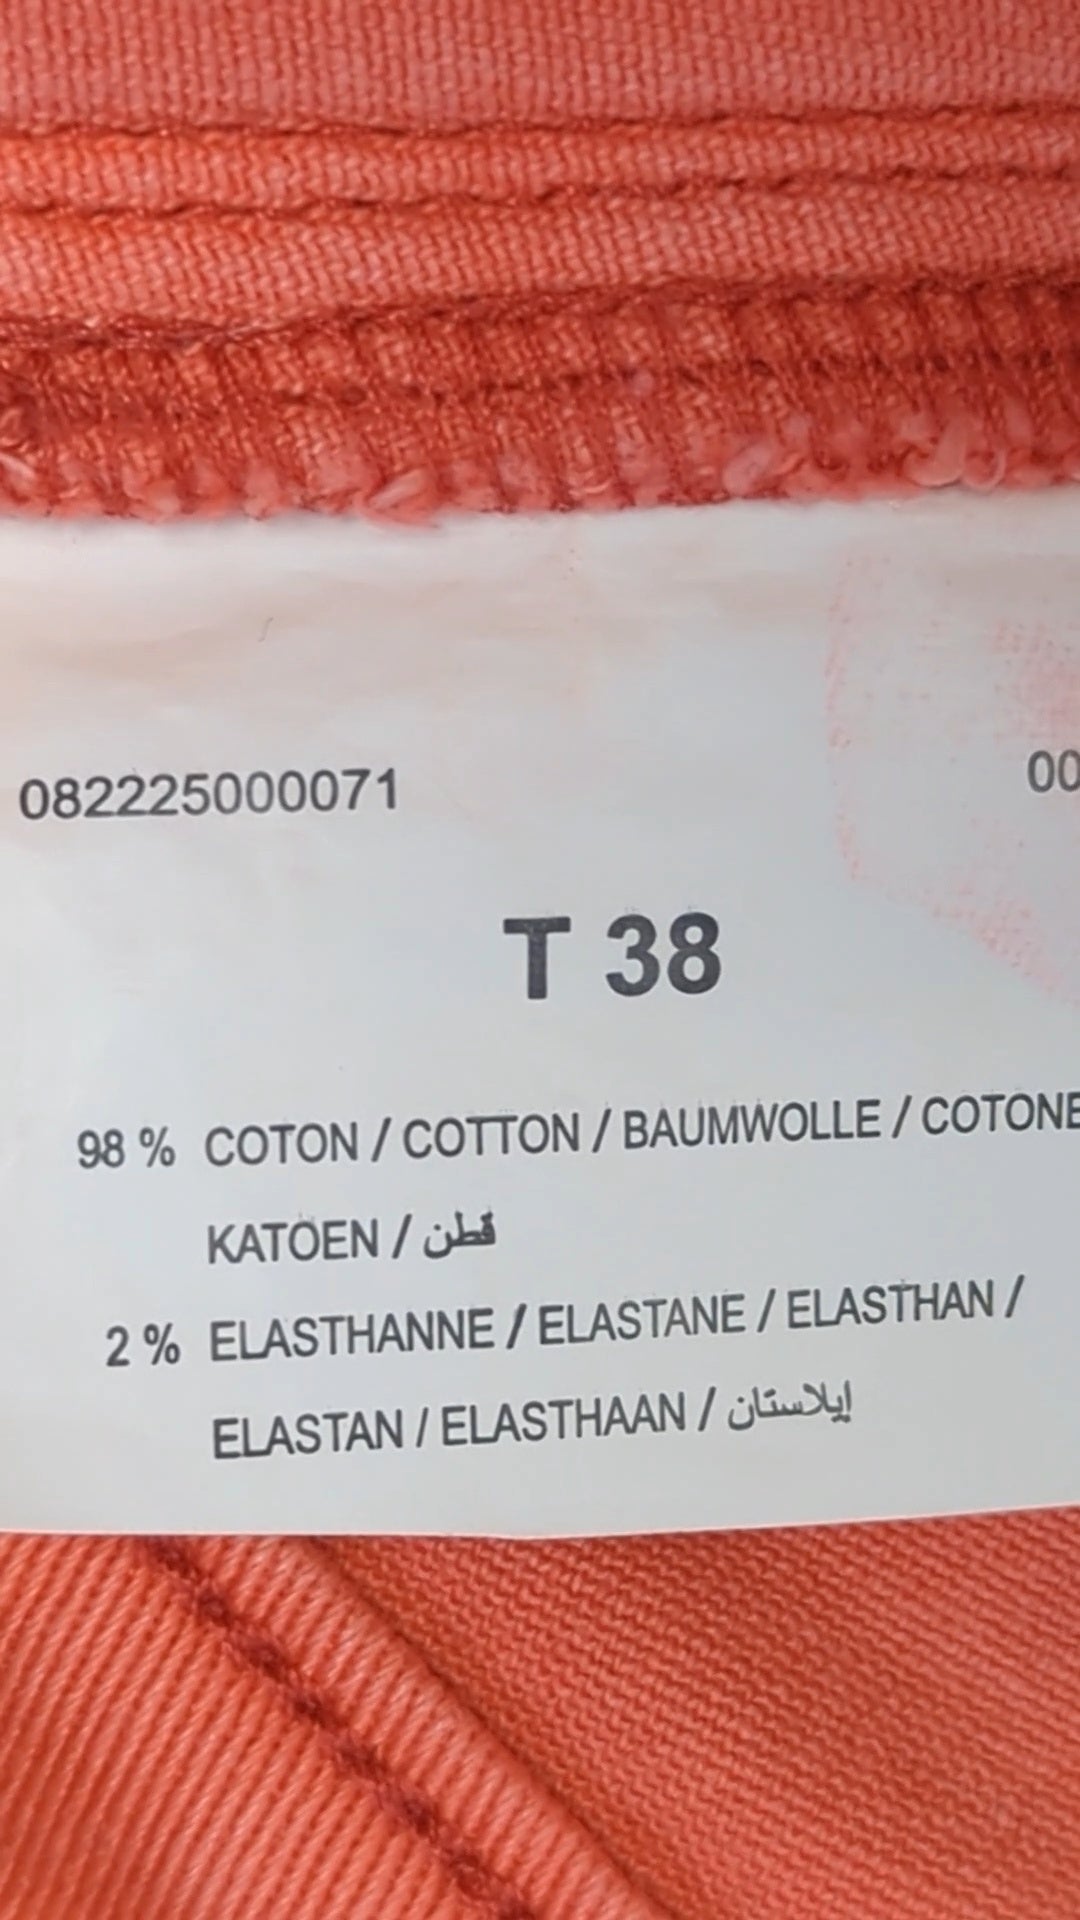 082225000071 00
T 38
98 % COTON / COTTON / BAUMWOLLE / COTONE
KATOEN / قطن
2 % ELASTHANNE / ELASTANE / ELASTHAN /
ELASTAN / ELASTHAAN / إيلاستان